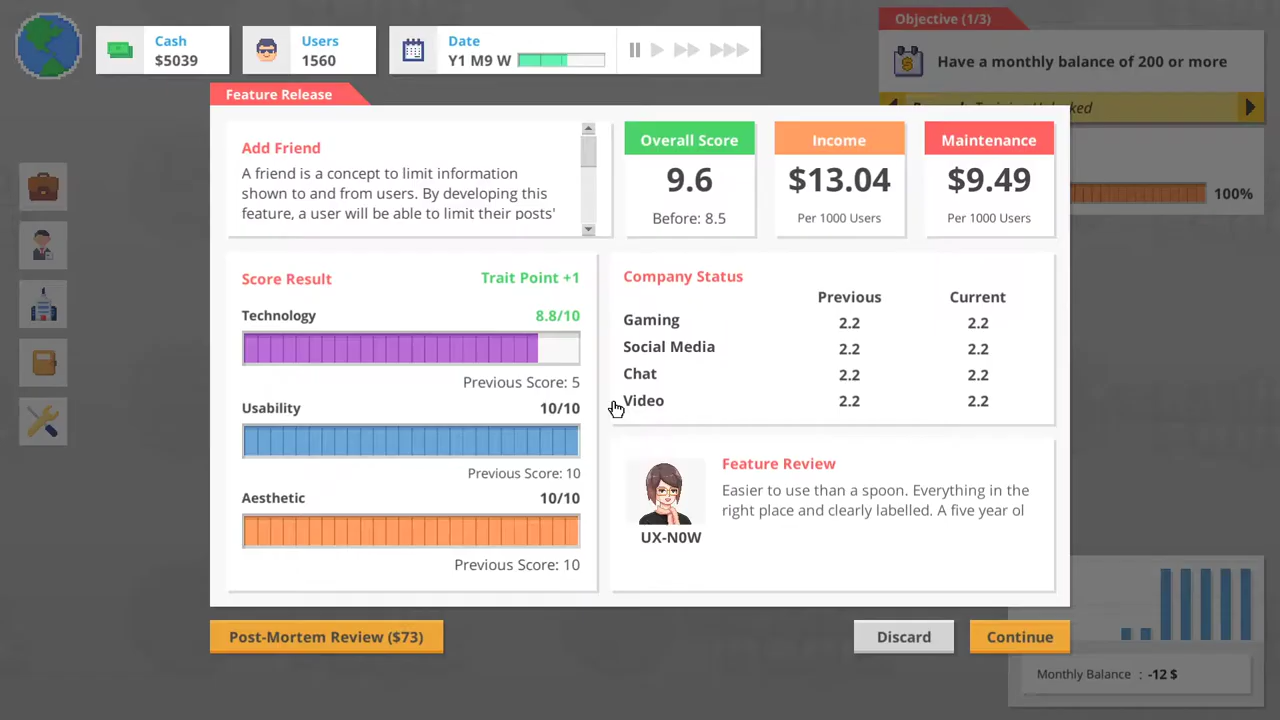 Cash
$5039
Users
1560
Date
Y1 M9 W
Objective (1/3)
Have a monthly balance of 200 or more
Feature Release
Add Friend
A friend is a concept to limit information
shown to and from users. By developing this
feature, a user will be able to limit their posts'
Overall Score
9.6
Before: 8.5
Income
$13.04
Per 1000 Users
Maintenance
$9.49
Per 1000 Users
100%
Score Result
Trait Point +1
Technology
8.8/10
Previous Score: 5
Usability
10/10
Previous Score: 10
Aesthetic
10/10
Previous Score: 10
Company Status
Previous
Current
Gaming
2.2
2.2
Social Media
2.2
2.2
Chat
2.2
2.2
Video
2.2
2.2
UX-N0W
Feature Review
Easier to use than a spoon. Everything in the
right place and clearly labelled. A five year ol
Post-Mortem Review ($73)
Discard
Continue
Monthly Balance : -12 $